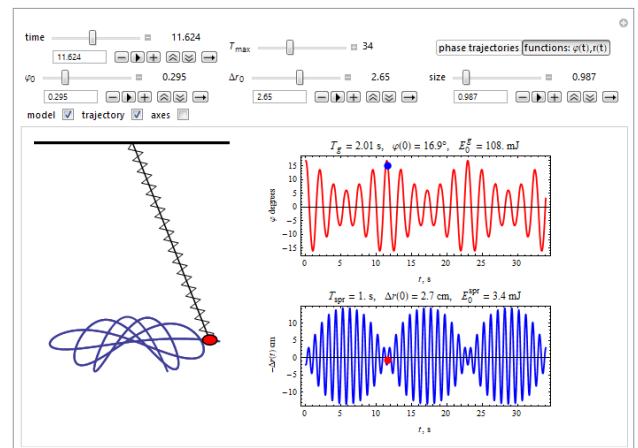 time 11.624
11.624
T_max 34
phase trajectories functions: φ(t),r(t)
φ₀ 0.295
0.295
Δr₀ 2.65
2.65
size 0.987
0.987
model trajectory axes
T_g = 2.01 s, φ(0) = 16.9°, E₀^g = 108. mJ
φ degrees
15
10
5
0
−5
−10
−15
0 5 10 15 20 25 30
t, s
T_spr = 1. s, Δr(0) = 2.7 cm, E₀^spr = 3.4 mJ
−Δr(t) cm
10
5
0
−5
−10
0 5 10 15 20 25 30
t, s